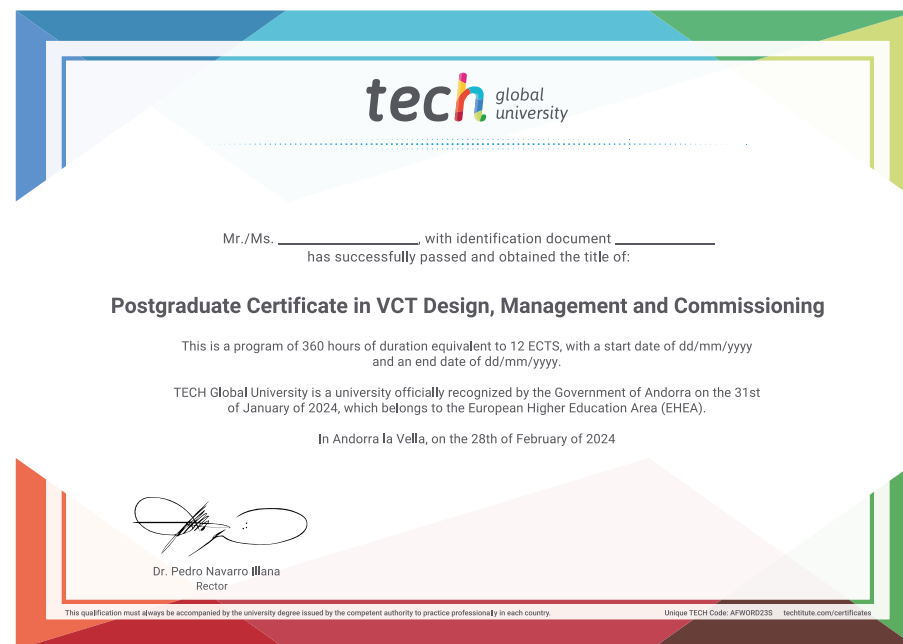 tech global university
Mr./Ms. ____________________, with identification document ______________
has successfully passed and obtained the title of:
Postgraduate Certificate in VCT Design, Management and Commissioning
This is a program of 360 hours of duration equivalent to 12 ECTS, with a start date of dd/mm/yyyy
and an end date of dd/mm/yyyy.
TECH Global University is a university officially recognized by the Government of Andorra on the 31st
of January of 2024, which belongs to the European Higher Education Area (EHEA).
In Andorra la Vella, on the 28th of February of 2024
Dr. Pedro Navarro Illana
Rector
This qualification must always be accompanied by the university degree issued by the competent authority to practice professionally in each country.
Unique TECH Code: AFWORD23S techtitute.com/certificates